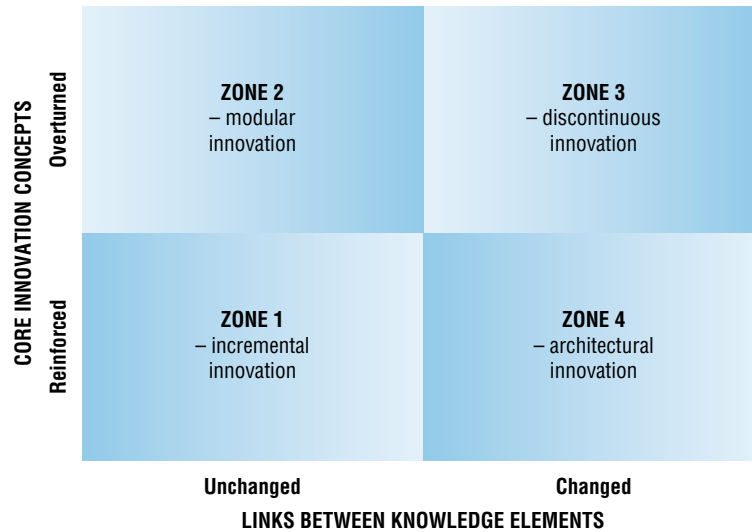 CORE INNOVATION CONCEPTS
Overturned
Reinforced
ZONE 2
– modular
innovation
ZONE 3
– discontinuous
innovation
ZONE 1
– incremental
innovation
ZONE 4
– architectural
innovation
Unchanged
Changed
LINKS BETWEEN KNOWLEDGE ELEMENTS